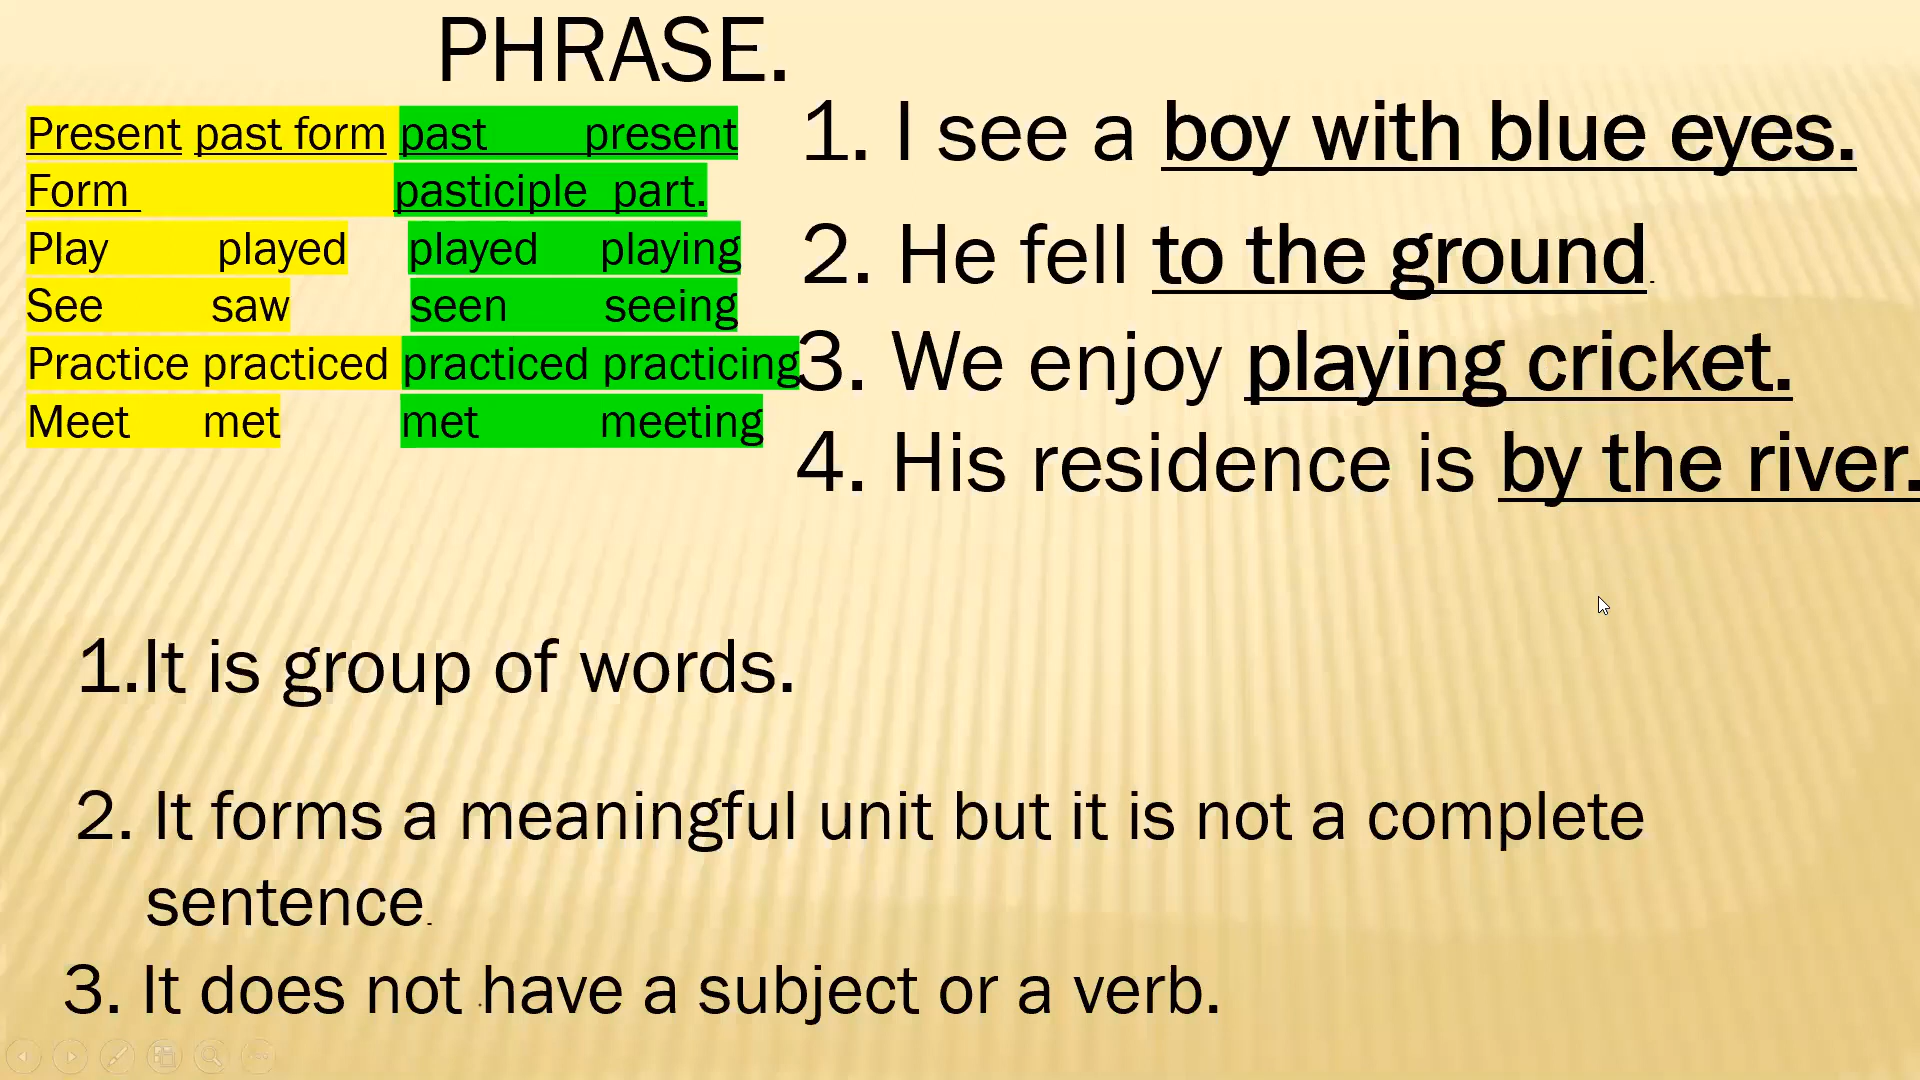 PHRASE.
Present past form past present
Form pasticiple part.
Play played played playing
See saw seen seeing
Practice practiced practiced practicing
Meet met met meeting
1. I see a boy with blue eyes.
2. He fell to the ground.
3. We enjoy playing cricket.
4. His residence is by the river.
1.It is group of words.
2. It forms a meaningful unit but it is not a complete
sentence.
3. It does not have a subject or a verb.